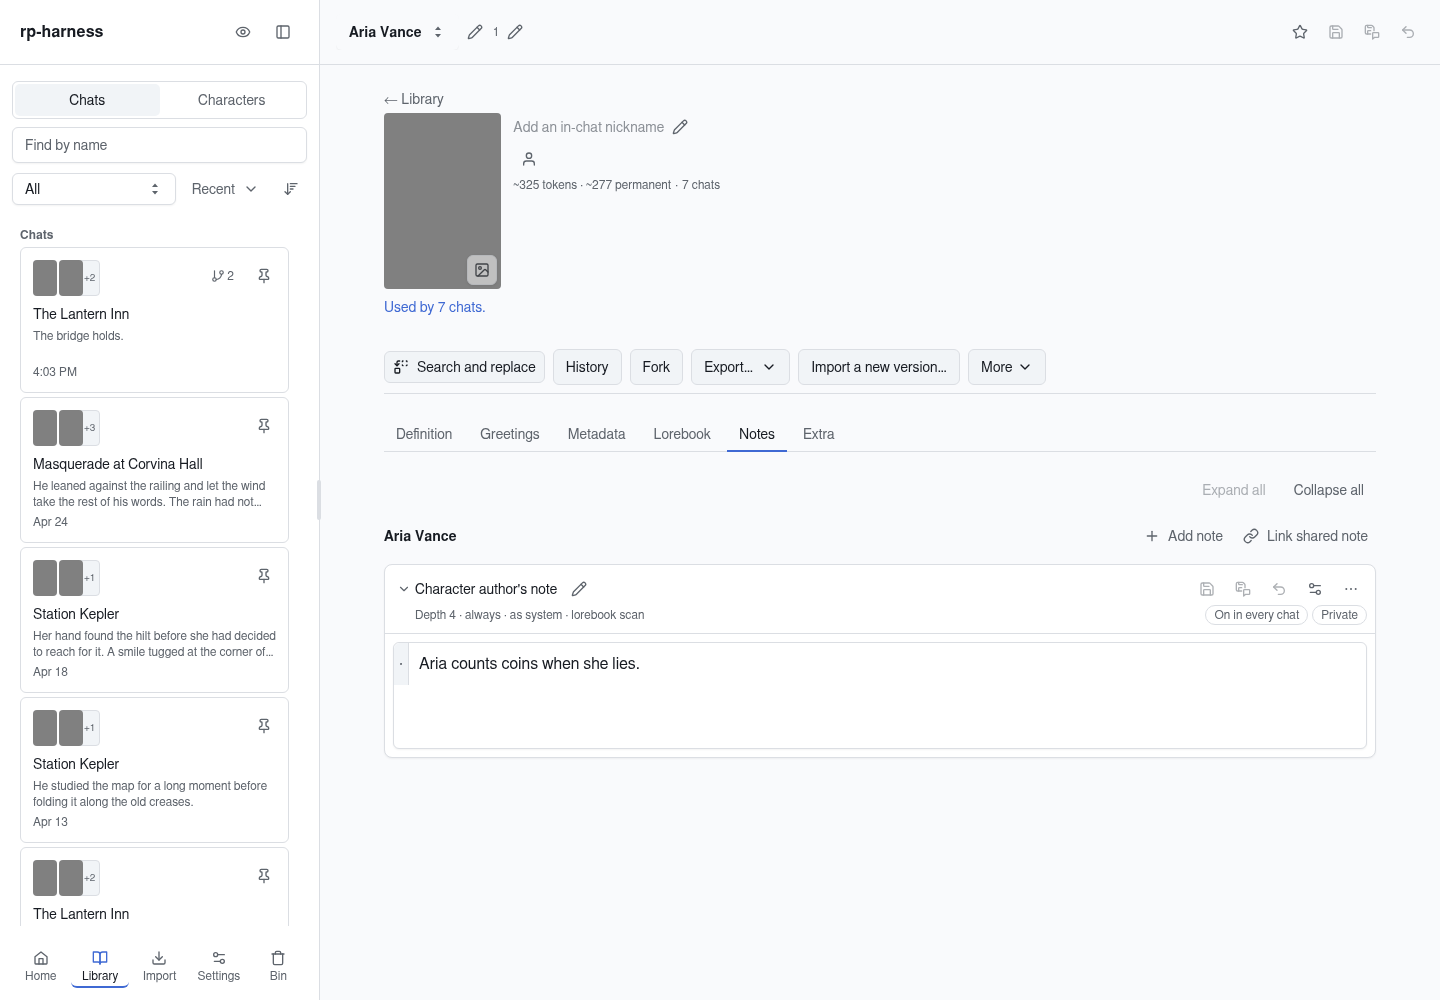 rp-harness
Chats
Characters
Find by name
All
Recent
Chats
+2
2
The Lantern Inn
The bridge holds.
4:03 PM
+3
Masquerade at Corvina Hall
He leaned against the railing and let the wind
take the rest of his words. The rain had not...
Apr 24
+1
Station Kepler
Her hand found the hilt before she had decided
to reach for it. A smile tugged at the corner of...
Apr 18
+1
Station Kepler
He studied the map for a long moment before
folding it along the old creases.
Apr 13
+2
The Lantern Inn
Home
Library
Import
Settings
Bin
Aria Vance
1
← Library
Add an in-chat nickname
~325 tokens · ~277 permanent · 7 chats
Used by 7 chats.
Search and replace
History
Fork
Export...
Import a new version...
More
Definition
Greetings
Metadata
Lorebook
Notes
Extra
Expand all
Collapse all
Aria Vance
Add note
Link shared note
Character author's note
Depth 4 · always · as system · lorebook scan
On in every chat
Private
Aria counts coins when she lies.